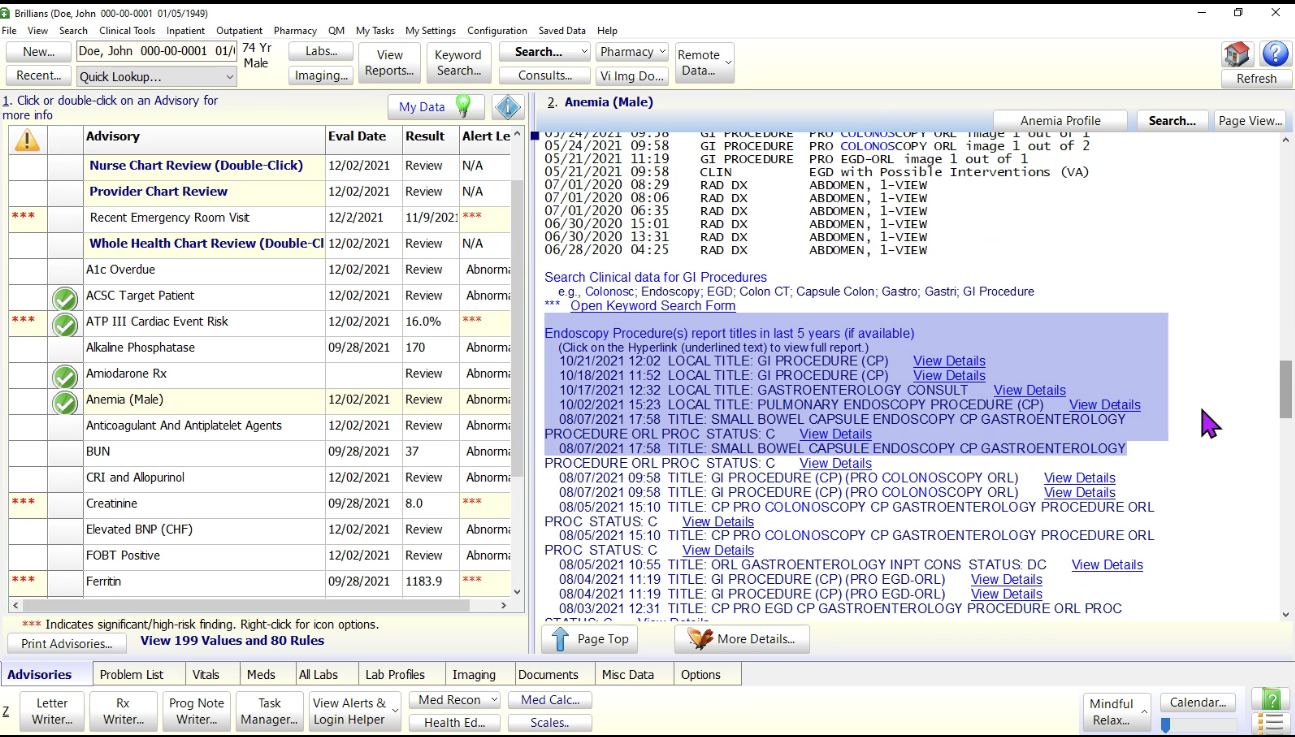 Brillians (Doe, John 000-00-0001 01/05/1949)
File View Search Clinical Tools Inpatient Outpatient Pharmacy QM My Tasks My Settings Configuration Saved Data Help
New... Doe, John 000-00-0001 01/ 74 Yr Male Labs... View Reports... Keyword Search... Search... Pharmacy Remote Data...
Recent... Quick Lookup... Imaging... Consults... Vi Img Do... Refresh
1. Click or double-click on an Advisory for
more info
My Data
Advisory Eval Date Result Alert Le
Nurse Chart Review (Double-Click) 12/02/2021 Review N/A
Provider Chart Review 12/02/2021 Review N/A
*** Recent Emergency Room Visit 12/2/2021 11/9/2021 ***
Whole Health Chart Review (Double-Cl 12/02/2021 Review N/A
A1c Overdue 12/02/2021 Review Abnorma
ACSC Target Patient 12/02/2021 Review Abnorma
*** ATP III Cardiac Event Risk 12/02/2021 16.0% ***
Alkaline Phosphatase 09/28/2021 170 Abnorma
Amiodarone Rx Review Abnorma
Anemia (Male) 12/02/2021 Review Abnorma
Anticoagulant And Antiplatelet Agents 12/02/2021 Review Abnorma
BUN 09/28/2021 37 Abnorma
CRI and Allopurinol 12/02/2021 Review Abnorma
*** Creatinine 09/28/2021 8.0 ***
Elevated BNP (CHF) 12/02/2021 Review Abnorma
FOBT Positive 12/02/2021 Review Abnorma
*** Ferritin 09/28/2021 1183.9 ***
*** Indicates significant/high-risk finding. Right-click for icon options.
Print Advisories... View 199 Values and 80 Rules
2. Anemia (Male)
Anemia Profile Search... Page View...
05/24/2021 09:58 GI PROCEDURE PRO COLONOSCOPY ORL image 1 out of 1
05/24/2021 09:58 GI PROCEDURE PRO COLONOSCOPY ORL image 1 out of 2
05/21/2021 11:19 GI PROCEDURE PRO EGD-ORL image 1 out of 1
05/21/2021 09:58 CLIN EGD with Possible Interventions (VA)
07/01/2020 08:29 RAD DX ABDOMEN, 1-VIEW
07/01/2020 08:06 RAD DX ABDOMEN, 1-VIEW
07/01/2020 06:35 RAD DX ABDOMEN, 1-VIEW
06/30/2020 15:01 RAD DX ABDOMEN, 1-VIEW
06/30/2020 13:31 RAD DX ABDOMEN, 1-VIEW
06/28/2020 04:25 RAD DX ABDOMEN, 1-VIEW
Search Clinical data for GI Procedures
e.g., Colonosc; Endoscopy; EGD; Colon CT; Capsule Colon; Gastro; Gastri; GI Procedure
*** Open Keyword Search Form
Endoscopy Procedure(s) report titles in last 5 years (if available)
(Click on the Hyperlink (underlined text) to view full report.)
10/21/2021 12:02 LOCAL TITLE: GI PROCEDURE (CP) View Details
10/18/2021 11:52 LOCAL TITLE: GI PROCEDURE (CP) View Details
10/17/2021 12:32 LOCAL TITLE: GASTROENTEROLOGY CONSULT View Details
10/02/2021 15:23 LOCAL TITLE: PULMONARY ENDOSCOPY PROCEDURE (CP) View Details
08/07/2021 17:58 TITLE: SMALL BOWEL CAPSULE ENDOSCOPY CP GASTROENTEROLOGY
PROCEDURE ORL PROC STATUS: C View Details
08/07/2021 17:58 TITLE: SMALL BOWEL CAPSULE ENDOSCOPY CP GASTROENTEROLOGY
PROCEDURE ORL PROC STATUS: C View Details
08/07/2021 09:58 TITLE: GI PROCEDURE (CP) (PRO COLONOSCOPY ORL) View Details
08/07/2021 09:58 TITLE: GI PROCEDURE (CP) (PRO COLONOSCOPY ORL) View Details
08/05/2021 15:10 TITLE: CP PRO COLONOSCOPY CP GASTROENTEROLOGY PROCEDURE ORL
PROC STATUS: C View Details
08/05/2021 15:10 TITLE: CP PRO COLONOSCOPY CP GASTROENTEROLOGY PROCEDURE ORL
PROC STATUS: C View Details
08/05/2021 10:55 TITLE: ORL GASTROENTEROLOGY INPT CONS STATUS: DC View Details
08/04/2021 11:19 TITLE: GI PROCEDURE (CP) (PRO EGD-ORL) View Details
08/04/2021 11:19 TITLE: GI PROCEDURE (CP) (PRO EGD-ORL) View Details
08/03/2021 12:31 TITLE: CP PRO EGD CP GASTROENTEROLOGY PROCEDURE ORL PROC
STATUS: C View Details
Page Top More Details...
Advisories Problem List Vitals Meds All Labs Lab Profiles Imaging Documents Misc Data Options
Z Letter Writer... Rx Writer... Prog Note Writer... Task Manager... View Alerts & Login Helper Med Recon Med Calc... Mindful Relax... Calendar...
Health Ed... Scales..